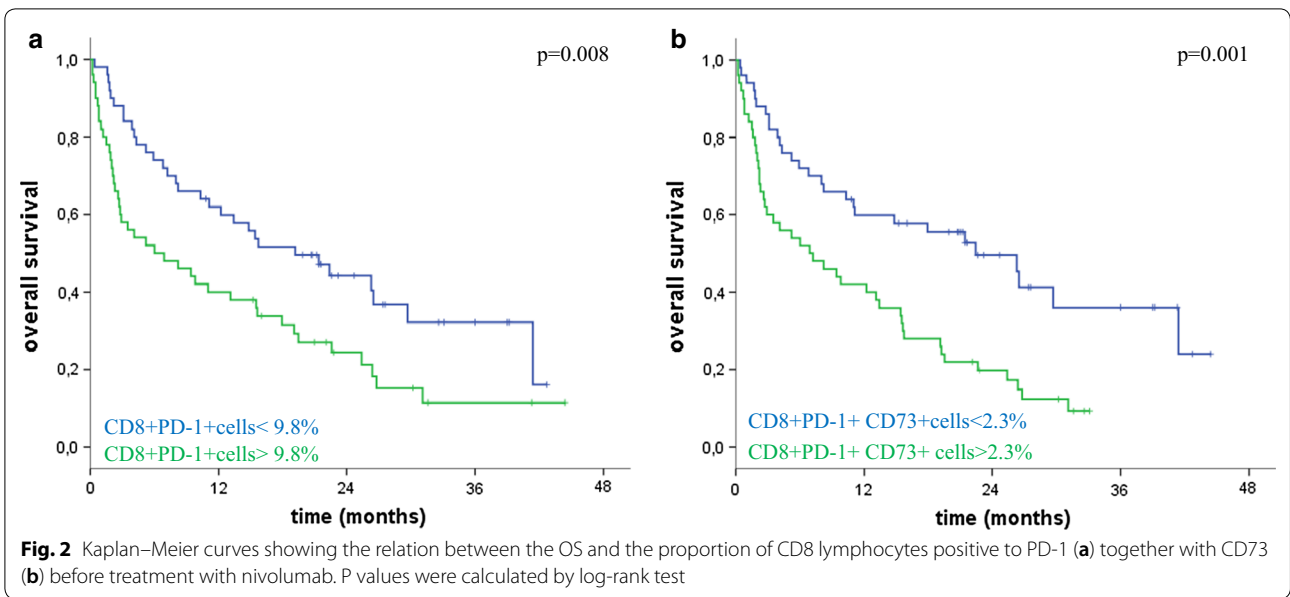 a
p=0.008
1,0
0,8
0,6
0,4
0,2
0,0
overall survival
CD8+PD-1+cells< 9.8%
CD8+PD-1+cells> 9.8%
0 12 24 36 48
time (months)
b
p=0.001
1,0
0,8
0,6
0,4
0,2
0,0
overall survival
CD8+PD-1+ CD73+cells<2.3%
CD8+PD-1+ CD73+ cells>2.3%
0 12 24 36 48
time (months)
Fig. 2 Kaplan–Meier curves showing the relation between the OS and the proportion of CD8 lymphocytes positive to PD-1 (a) together with CD73
(b) before treatment with nivolumab. P values were calculated by log-rank test